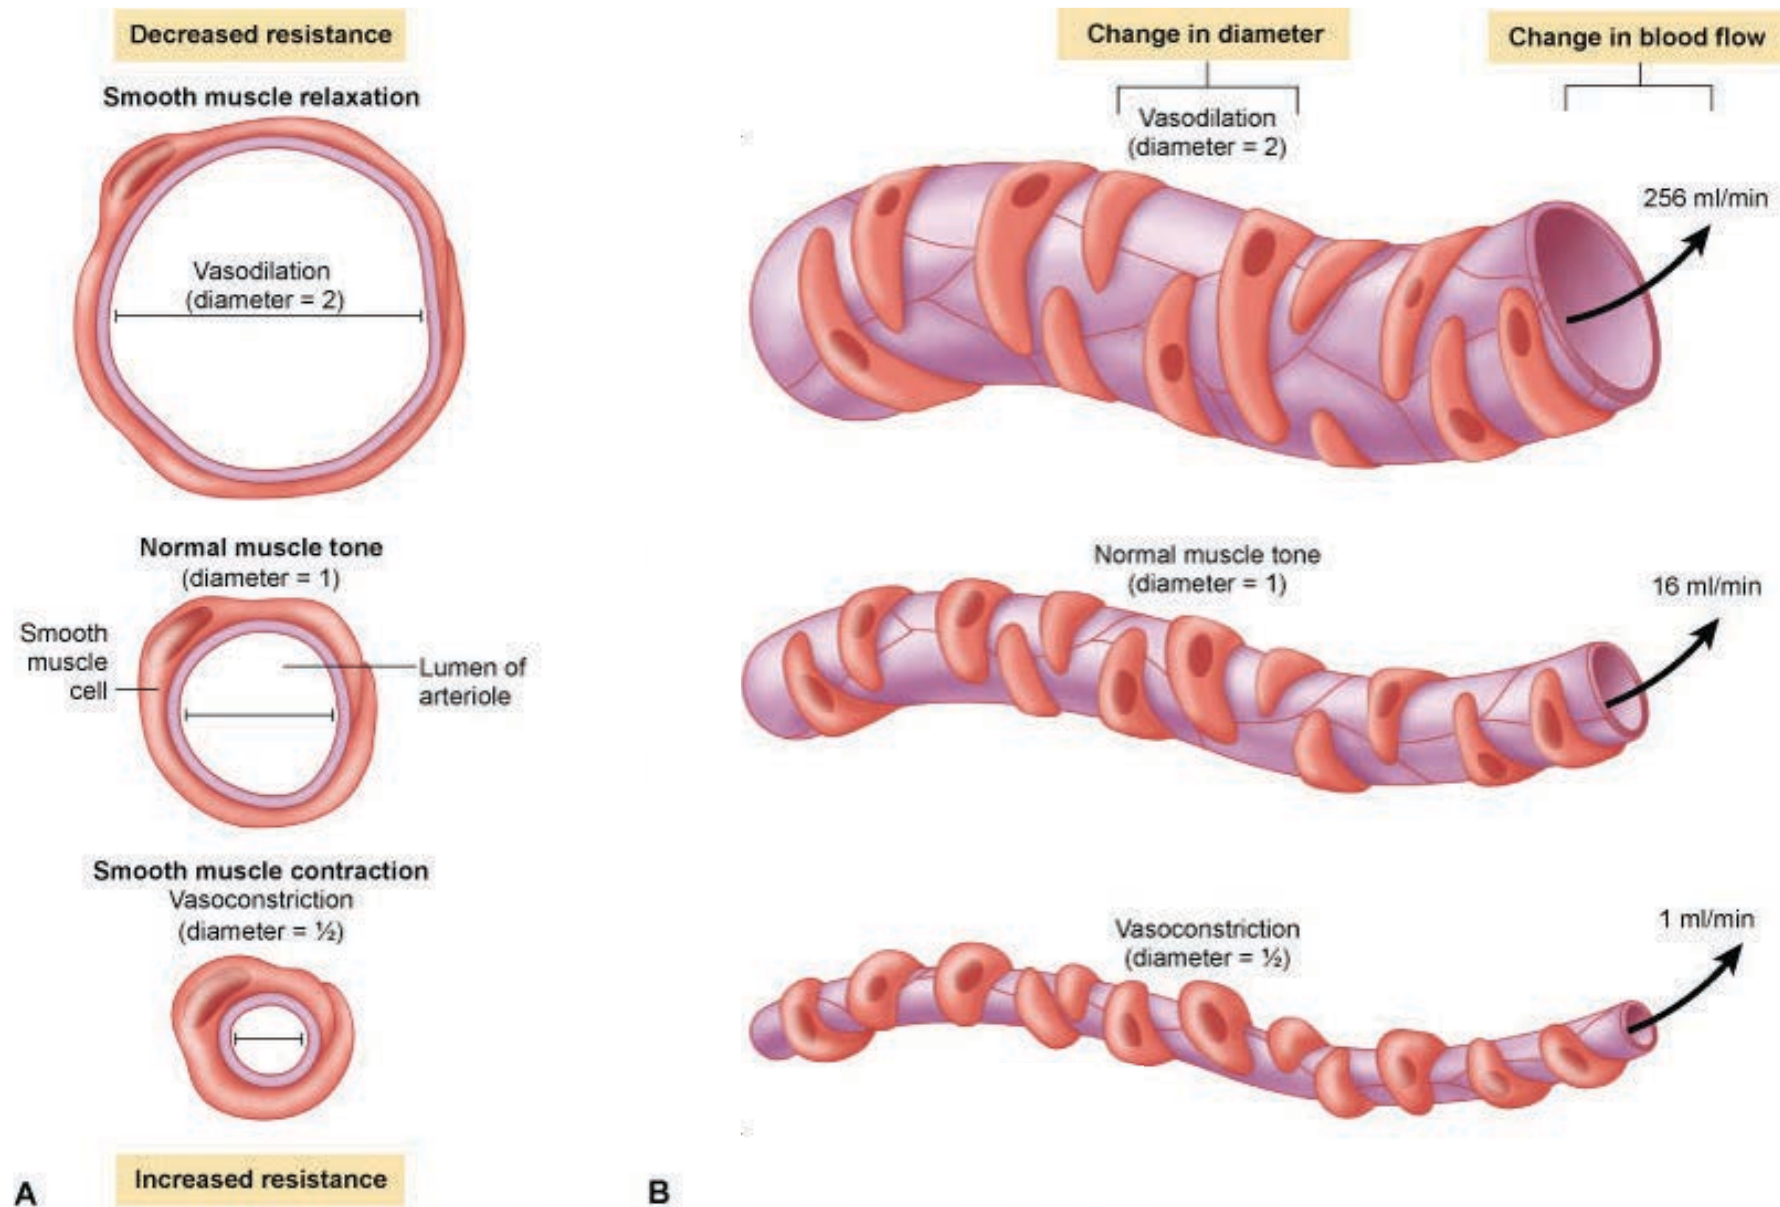 Decreased resistance
Smooth muscle relaxation
Vasodilation
(diameter = 2)
Normal muscle tone
(diameter = 1)
Smooth
muscle
cell
Lumen of
arteriole
Smooth muscle contraction
Vasoconstriction
(diameter = ½)
Increased resistance
A
Change in diameter
Change in blood flow
Vasodilation
(diameter = 2)
256 ml/min
Normal muscle tone
(diameter = 1)
16 ml/min
Vasoconstriction
(diameter = ½)
1 ml/min
B